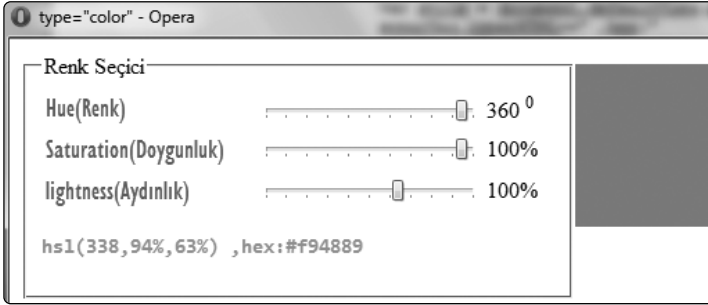 type="color" - Opera
Renk Seçici
Hue(Renk) 360 0
Saturation(Doygunluk) 100%
lightness(Aydınlık) 100%
hsl(338,94%,63%) ,hex:#f94889